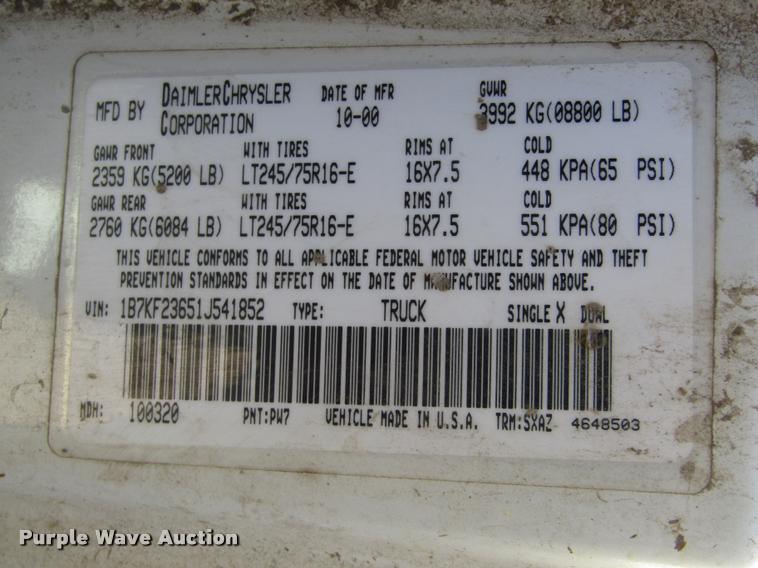 MFD BY DAIMLERCHRYSLER CORPORATION DATE OF MFR 10-00 GVWR 3992 KG(08800 LB)
GAWR FRONT WITH TIRES RIMS AT COLD
2359 KG(5200 LB) LT245/75R16-E 16X7.5 448 KPA(65 PSI)
GAWR REAR WITH TIRES RIMS AT COLD
2760 KG(6084 LB) LT245/75R16-E 16X7.5 551 KPA(80 PSI)
THIS VEHICLE CONFORMS TO ALL APPLICABLE FEDERAL MOTOR VEHICLE SAFETY AND THEFT
PREVENTION STANDARDS IN EFFECT ON THE DATE OF MANUFACTURE SHOWN ABOVE.
VIN: 1B7KF23651J541852 TYPE: TRUCK SINGLE X DUAL
MDH: 100320 PNT:PW7 VEHICLE MADE IN U.S.A. TRM:SXAZ 4648503
Purple Wave Auction